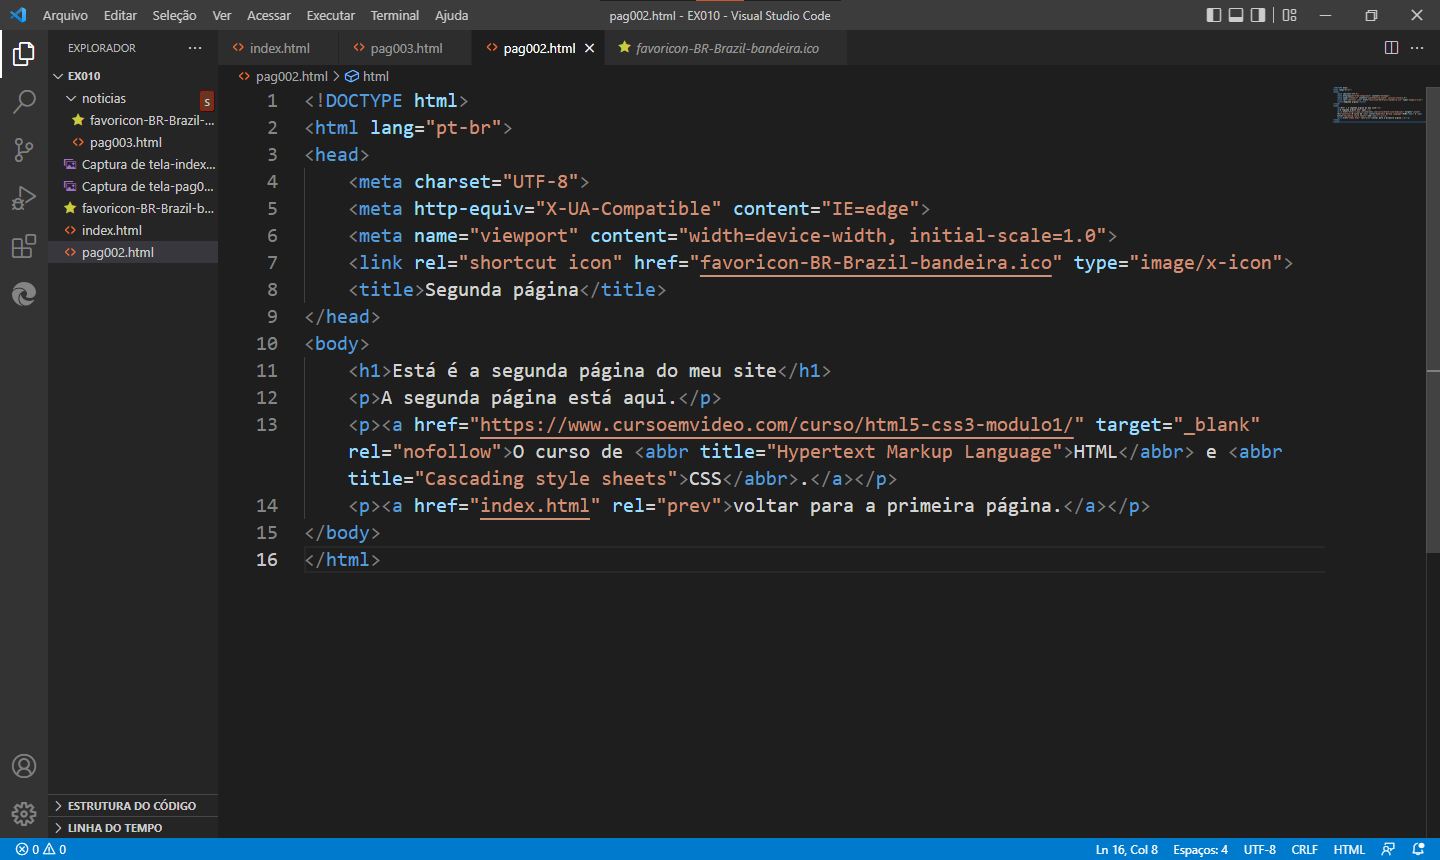 Arquivo Editar Seleção Ver Acessar Executar Terminal Ajuda pag002.html - EX010 - Visual Studio Code
EXPLORADOR
EX010
noticias s
favoricon-BR-Brazil-...
pag003.html
Captura de tela-index...
Captura de tela-pag0...
favoricon-BR-Brazil-b...
index.html
pag002.html
ESTRUTURA DO CÓDIGO
LINHA DO TEMPO
index.html pag003.html pag002.html favoricon-BR-Brazil-bandeira.ico
pag002.html > html
1 <!DOCTYPE html>
2 <html lang="pt-br">
3 <head>
4 <meta charset="UTF-8">
5 <meta http-equiv="X-UA-Compatible" content="IE=edge">
6 <meta name="viewport" content="width=device-width, initial-scale=1.0">
7 <link rel="shortcut icon" href="favoricon-BR-Brazil-bandeira.ico" type="image/x-icon">
8 <title>Segunda página</title>
9 </head>
10 <body>
11 <h1>Está é a segunda página do meu site</h1>
12 <p>A segunda página está aqui.</p>
13 <p><a href="https://www.cursoemvideo.com/curso/html5-css3-modulo1/" target="_blank"
rel="nofollow">O curso de <abbr title="Hypertext Markup Language">HTML</abbr> e <abbr
title="Cascading style sheets">CSS</abbr>.</a></p>
14 <p><a href="index.html" rel="prev">voltar para a primeira página.</a></p>
15 </body>
16 </html>
0 0 Ln 16, Col 8 Espaços: 4 UTF-8 CRLF HTML